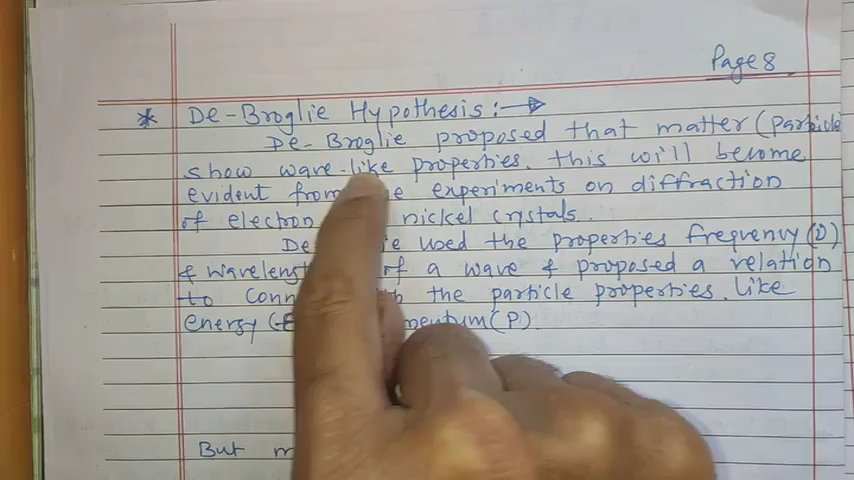 Page 8
* De-Broglie Hypothesis:→
De-Broglie proposed that matter (Particle
show wave-like properties. this will become
evident from experiments on diffraction
of electron nickel crystals.
De used the properties frequency (ν)
& wavelengt of a wave & proposed a relation
to conn the particle properties. like
energy (E mentum (P).
But m